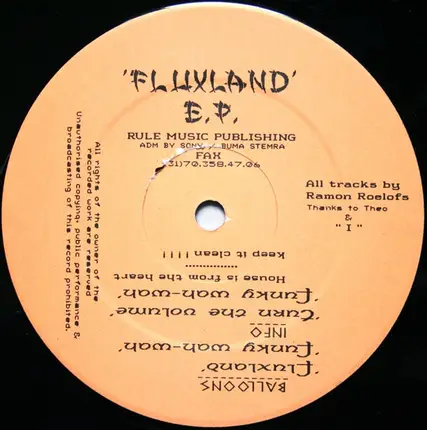 'FLUXLAND'
E.P.
RULE MUSIC PUBLISHING
ADM BY SONY / BUMA STEMRA
FAX
(31)70.358.47.06
All tracks by
Ramon Roelofs
Thanks to Theo
&
" I "
All rights of the owner of the
recorded work are reserved
Unauthorised copying, public performance &
broadcasting of this record prohibited.
BALLOONS
'Fluxland'
'Funky wah-wah'
INFO
'Turn the volume'
'Funky wah-wah'
............
House is from the heart
Keep it clean !!!!